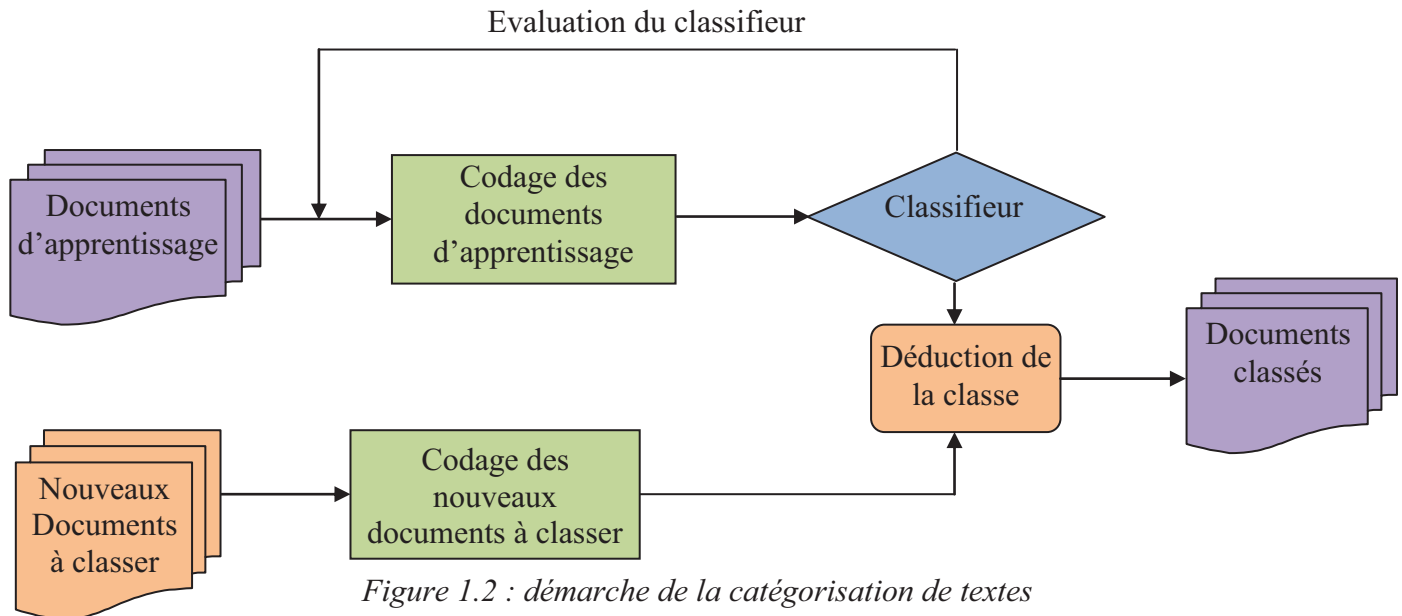 Evaluation du classifieur
Documents
d’apprentissage
Codage des
documents
d’apprentissage
Classifieur
Déduction de
la classe
Documents
classés
Nouveaux
Documents
à classer
Codage des
nouveaux
documents à classer
Figure 1.2 : démarche de la catégorisation de textes